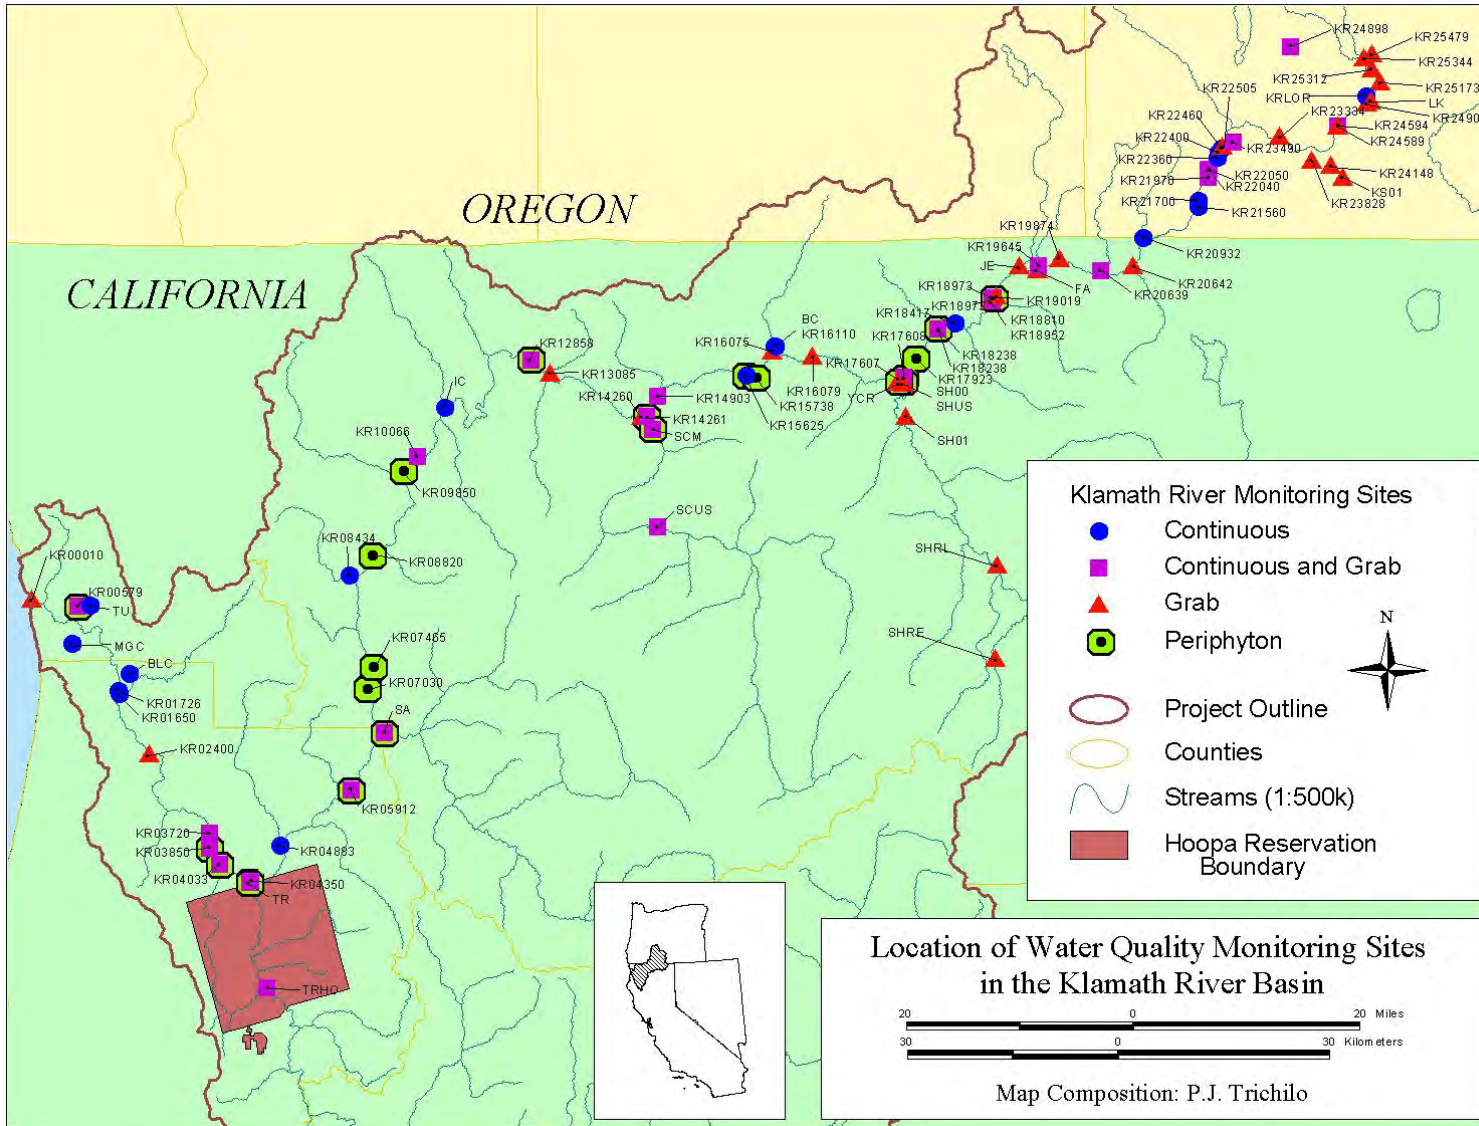 KR24898
KR25479
KR25344
KR25312
KR25173
KRLOR
LK
KR2490
KR22505
KR23334
KR22460
KR24594
KR22400
KR23490
KR24589
KR22360
KR22050
KR24148
KR21970
KR22040
KS01
KR21700
KR23828
KR21560
OREGON
KR19874
KR20932
KR19645
JE
FA
KR20642
CALIFORNIA
KR20639
KR18973
KR19019
KR18417
KR18810
KR18952
BC
KR16110
KR16075
KR17608
KR18238
KR18238
KR12858
KR17607
KR17923
KR13085
KR16079
YCR
SH00
SHUS
IC
KR14260
KR14903
KR15738
KR14261
KR15625
SCM
SH01
KR10066
KR09850
SCUS
KR08434
KR08820
SHRL
KR00010
KR00579
TU
MGC
BLC
KR07465
SHRE
KR07030
KR01726
KR01650
SA
KR02400
KR05912
KR03720
KR03850
KR04883
KR04033
KR04350
TR
TRHO
Klamath River Monitoring Sites
Continuous
Continuous and Grab
Grab
Periphyton
N
Project Outline
Counties
Streams (1:500k)
Hoopa Reservation
Boundary
Location of Water Quality Monitoring Sites
in the Klamath River Basin
20 0 20 Miles
30 0 30 Kilometers
Map Composition: P.J. Trichilo